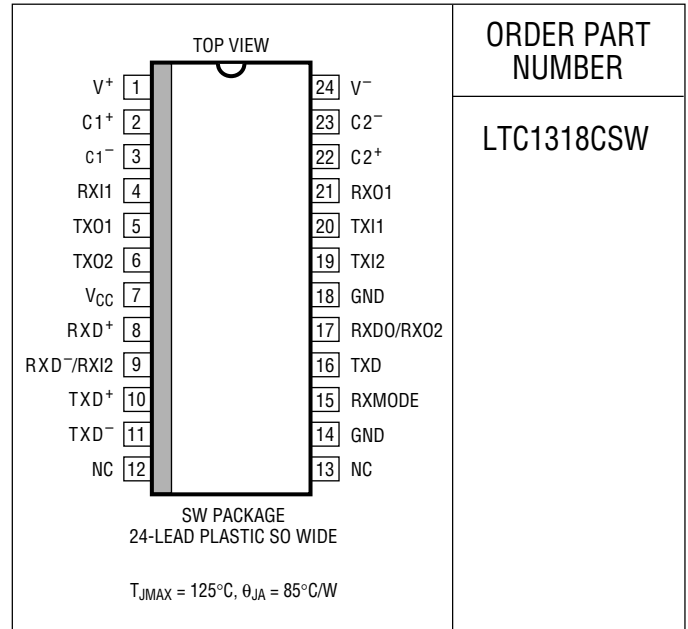 TOP VIEW
V+ 1
C1+ 2
C1– 3
RXI1 4
TXO1 5
TXO2 6
VCC 7
RXD+ 8
RXD–/RXI2 9
TXD+ 10
TXD– 11
NC 12
24 V–
23 C2–
22 C2+
21 RXO1
20 TXI1
19 TXI2
18 GND
17 RXDO/RXO2
16 TXD
15 RXMODE
14 GND
13 NC
SW PACKAGE
24-LEAD PLASTIC SO WIDE
TJMAX = 125°C, θJA = 85°C/W
ORDER PART
NUMBER
LTC1318CSW